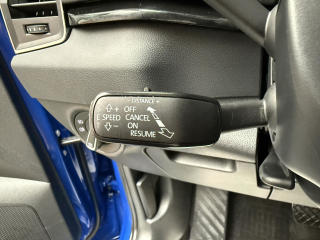 - DISTANCE +
+ OFF
SPEED CANCEL
- ON
RESUME